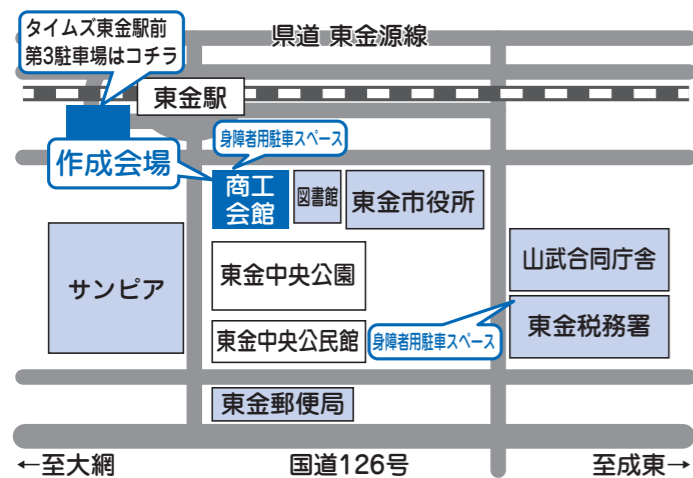 タイムズ東金駅前
第3駐車場はコチラ
県道 東金源線
東金駅
身障者用駐車スペース
作成会場
商工
会館
図書館
東金市役所
サンピア
東金中央公園
山武合同庁舎
東金中央公民館
身障者用駐車スペース
東金税務署
東金郵便局
←至大網
国道126号
至成東→